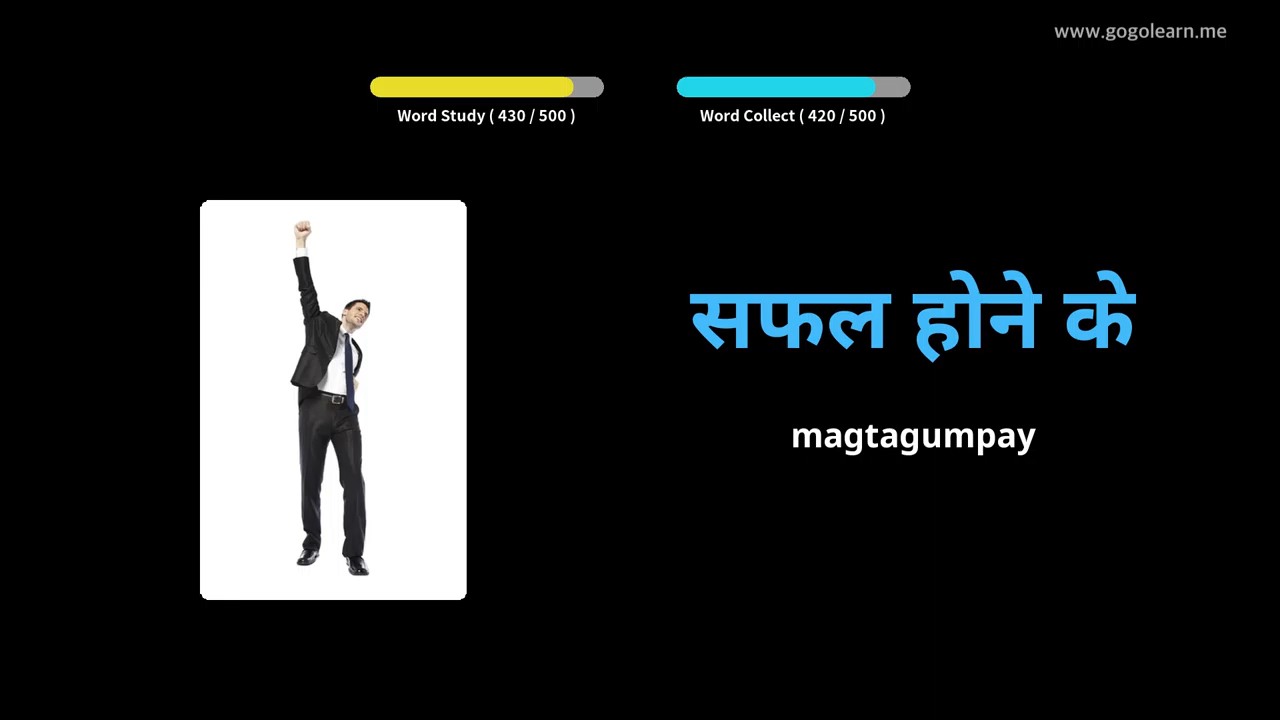 www.gogolearn.me
Word Study ( 430 / 500 )
Word Collect ( 420 / 500 )
सफल होने के
magtagumpay